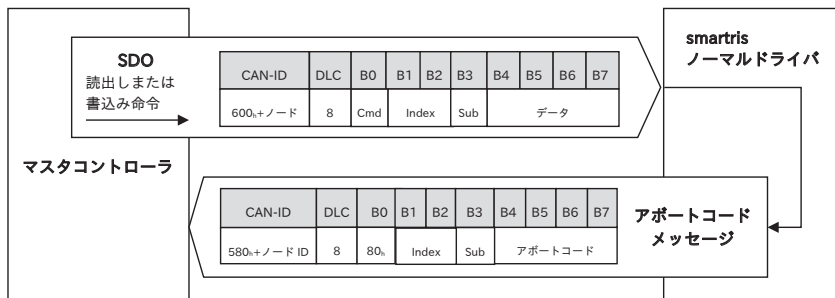 SDO
読出しまたは
書込み命令
CAN-ID DLC B0 B1 B2 B3 B4 B5 B6 B7
600h+ノード 8 Cmd Index Sub データ
smartris
ノーマルドライバ
マスタコントローラ
CAN-ID DLC B0 B1 B2 B3 B4 B5 B6 B7
580h+ノード ID 8 80h Index Sub アボートコード
アボートコード
メッセージ